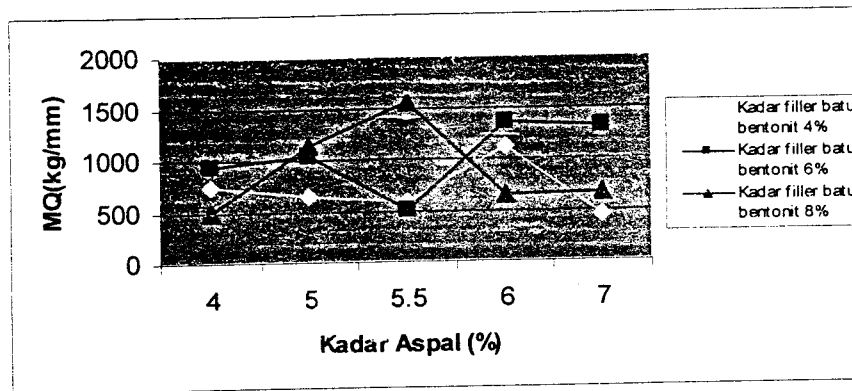 2000
1500
1000
500
0
MQ(kg/mm)
4 5 5.5 6 7
Kadar Aspal (%)
Kadar filler batu
bentonit 4%
Kadar filler batu
bentonit 6%
Kadar filler batu
bentonit 8%